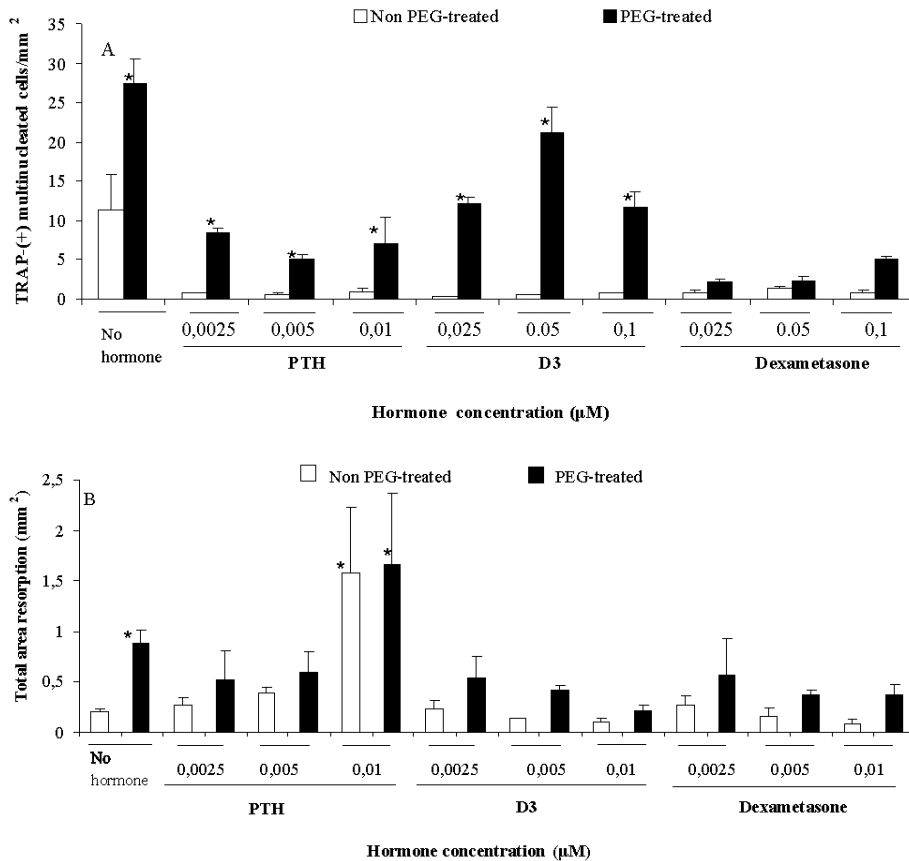 Non PEG-treated PEG-treated
A
TRAP-(+) multinucleated cells/mm 2
35
30
25
20
15
10
5
0
* * * * * * *
No hormone
0,0025 0,005 0,01 0,025 0.05 0,1 0,025 0.05 0,1
PTH D3 Dexametasone
Hormone concentration (μM)
Non PEG-treated PEG-treated
B
Total area resorption (mm 2)
2,5
2
1,5
1
0,5
0
* * *
No hormone
0,0025 0,005 0,01 0,0025 0,005 0,01 0,0025 0,005 0,01
PTH D3 Dexametasone
Hormone concentration (μM)